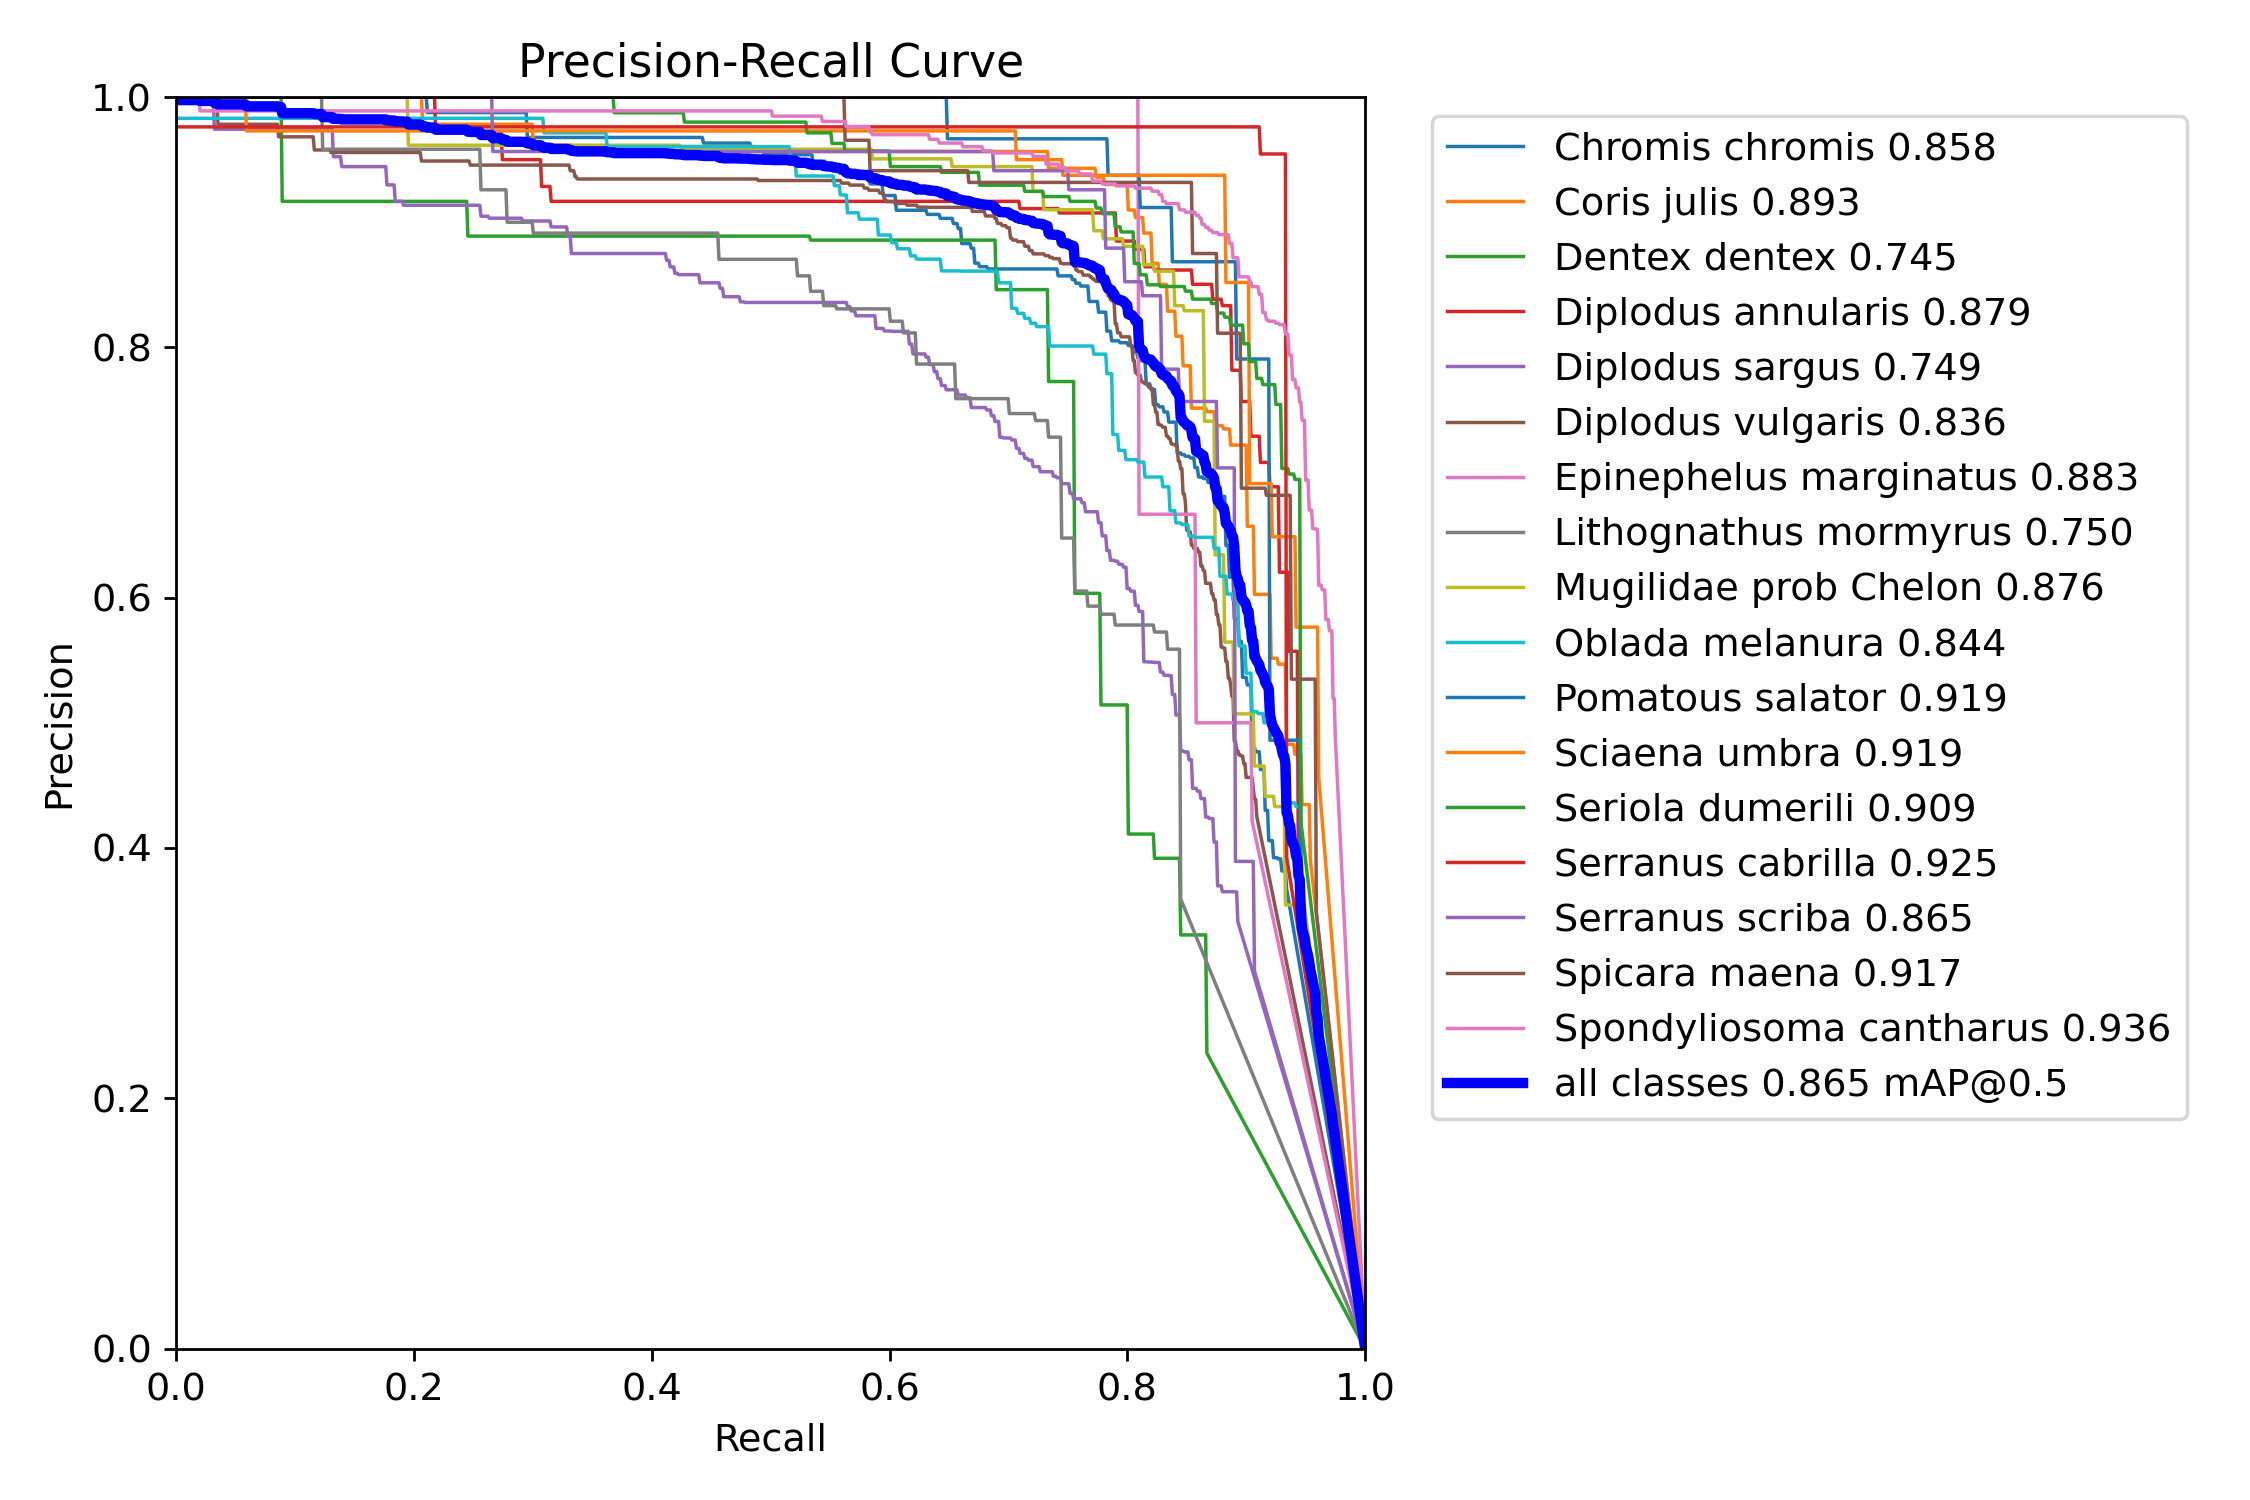 Precision-Recall Curve
1.0
0.8
0.6
0.4
0.2
0.0
Precision
0.0 0.2 0.4 0.6 0.8 1.0
Recall
Chromis chromis 0.858
Coris julis 0.893
Dentex dentex 0.745
Diplodus annularis 0.879
Diplodus sargus 0.749
Diplodus vulgaris 0.836
Epinephelus marginatus 0.883
Lithognathus mormyrus 0.750
Mugilidae prob Chelon 0.876
Oblada melanura 0.844
Pomatous salator 0.919
Sciaena umbra 0.919
Seriola dumerili 0.909
Serranus cabrilla 0.925
Serranus scriba 0.865
Spicara maena 0.917
Spondyliosoma cantharus 0.936
all classes 0.865 mAP@0.5